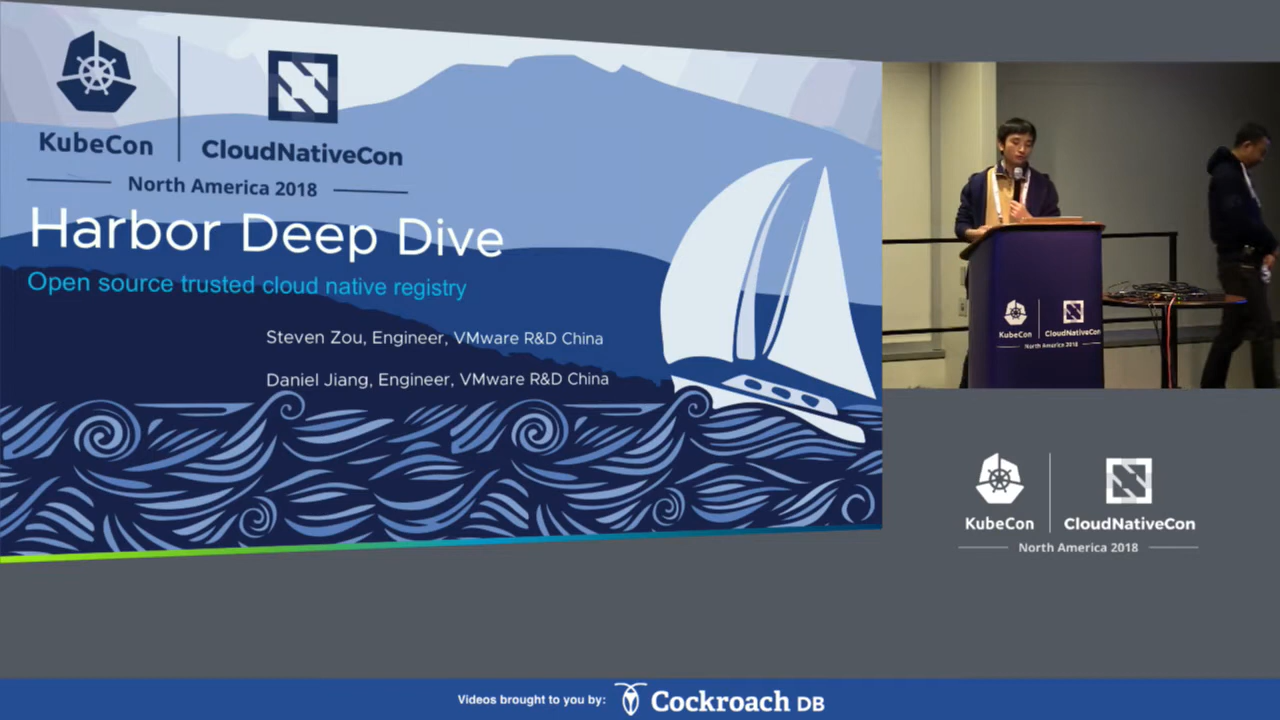 KubeCon
CloudNativeCon
North America 2018
Harbor Deep Dive
Open source trusted cloud native registry
Steven Zou, Engineer, VMware R&D China
Daniel Jiang, Engineer, VMware R&D China
KubeCon
CloudNativeCon
North America 2018
KubeCon
CloudNativeCon
North America 2018
Videos brought to you by:
Cockroach DB